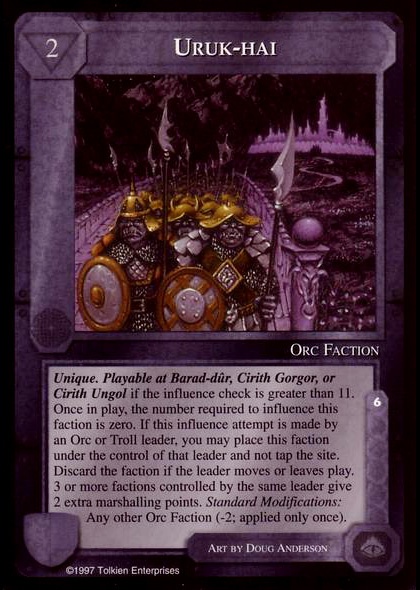 2
URUK-HAI
ORC FACTION
Unique. Playable at Barad-dûr, Cirith Gorgor, or
Cirith Ungol if the influence check is greater than 11.
Once in play, the number required to influence this
faction is zero. If this influence attempt is made by
an Orc or Troll leader, you may place this faction
under the control of that leader and not tap the site.
Discard the faction if the leader moves or leaves play.
3 or more factions controlled by the same leader give
2 extra marshalling points. Standard Modifications:
Any other Orc Faction (-2; applied only once).
6
ART BY DOUG ANDERSON
©1997 Tolkien Enterprises